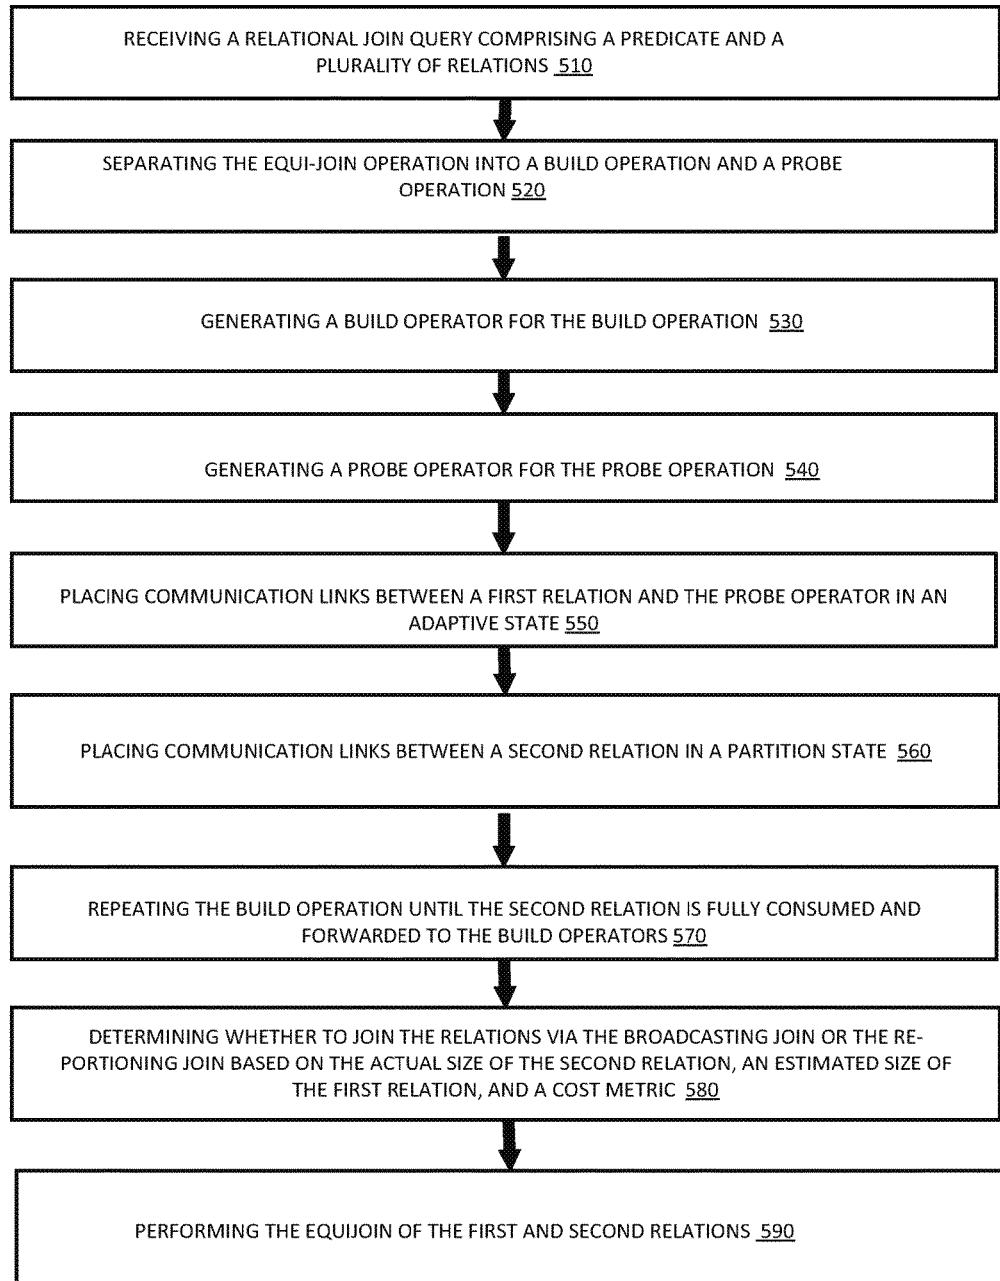 RECEIVING A RELATIONAL JOIN QUERY COMPRISING A PREDICATE AND A
PLURALITY OF RELATIONS 510
SEPARATING THE EQUI-JOIN OPERATION INTO A BUILD OPERATION AND A PROBE
OPERATION 520
GENERATING A BUILD OPERATOR FOR THE BUILD OPERATION 530
GENERATING A PROBE OPERATOR FOR THE PROBE OPERATION 540
PLACING COMMUNICATION LINKS BETWEEN A FIRST RELATION AND THE PROBE OPERATOR IN AN
ADAPTIVE STATE 550
PLACING COMMUNICATION LINKS BETWEEN A SECOND RELATION IN A PARTITION STATE 560
REPEATING THE BUILD OPERATION UNTIL THE SECOND RELATION IS FULLY CONSUMED AND
FORWARDED TO THE BUILD OPERATORS 570
DETERMINING WHETHER TO JOIN THE RELATIONS VIA THE BROADCASTING JOIN OR THE RE-
PORTIONING JOIN BASED ON THE ACTUAL SIZE OF THE SECOND RELATION, AN ESTIMATED SIZE OF
THE FIRST RELATION, AND A COST METRIC 580
PERFORMING THE EQUIJOIN OF THE FIRST AND SECOND RELATIONS 590